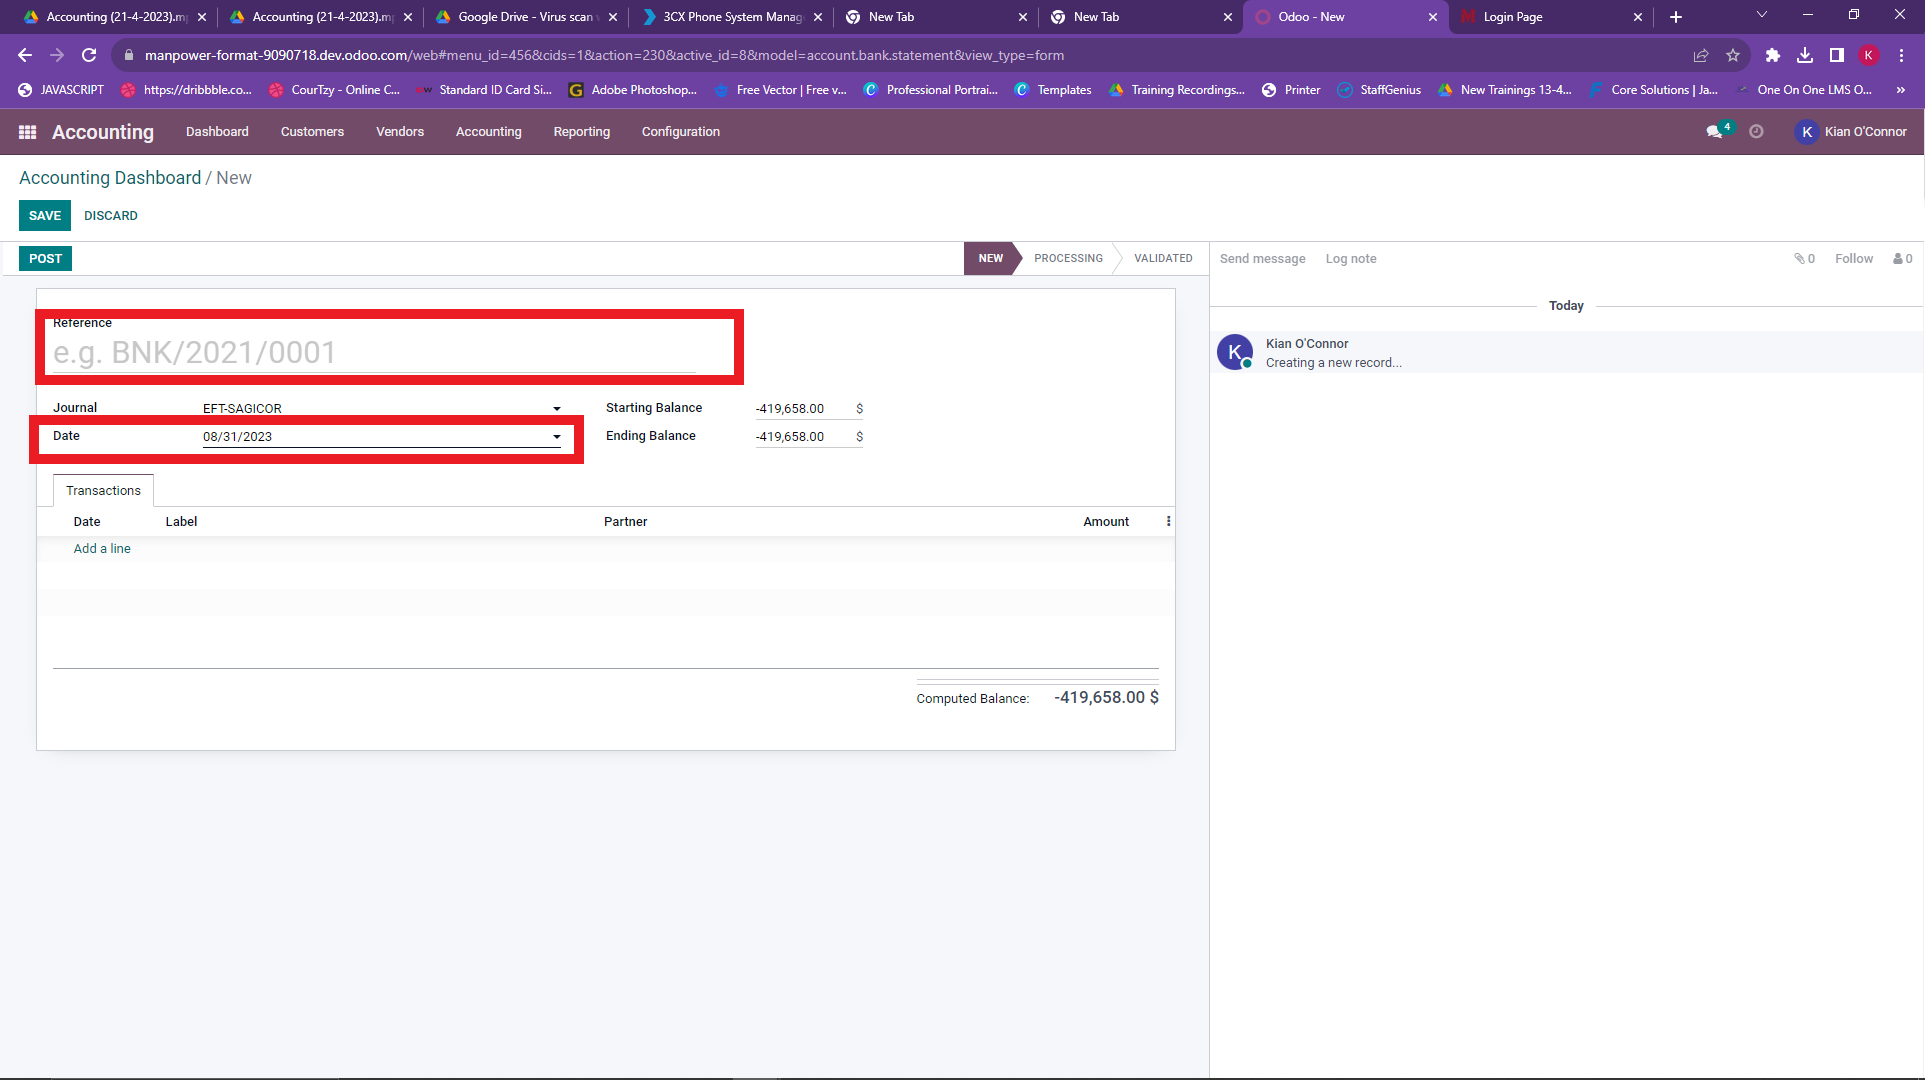 Accounting (21-4-2023).mp
Accounting (21-4-2023).mp
Google Drive - Virus scan
3CX Phone System Manag
New Tab
New Tab
Odoo - New
Login Page
manpower-format-9090718.dev.odoo.com/web#menu_id=456&cids=1&action=230&active_id=8&model=account.bank.statement&view_type=form
K
JAVASCRIPT
https://dribbble.co...
CourTzy - Online C...
Standard ID Card Si...
Adobe Photoshop...
Free Vector | Free v...
Professional Portrai...
Templates
Training Recordings...
Printer
StaffGenius
New Trainings 13-4...
Core Solutions | Ja...
One On One LMS O...
»
Accounting
Dashboard
Customers
Vendors
Accounting
Reporting
Configuration
4
K
Kian O'Connor
Accounting Dashboard / New
SAVE
DISCARD
POST
NEW
PROCESSING
VALIDATED
Send message
Log note
0
Follow
0
Today
K
Kian O'Connor
Creating a new record...
Reference
e.g. BNK/2021/0001
Journal
EFT-SAGICOR
Starting Balance
-419,658.00
$
Date
08/31/2023
Ending Balance
-419,658.00
$
Transactions
Date
Label
Partner
Amount
Add a line
Computed Balance:
-419,658.00 $